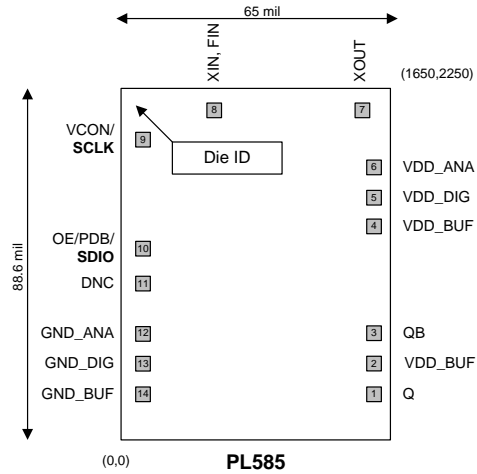 65 mil
XIN, FIN
XOUT
(1650,2250)
8
7
VCON/
SCLK
9
Die ID
6
VDD_ANA
5
VDD_DIG
4
VDD_BUF
88.6 mil
OE/PDB/
SDIO
10
DNC
11
GND_ANA
12
3
QB
GND_DIG
13
2
VDD_BUF
GND_BUF
14
1
Q
(0,0)
PL585